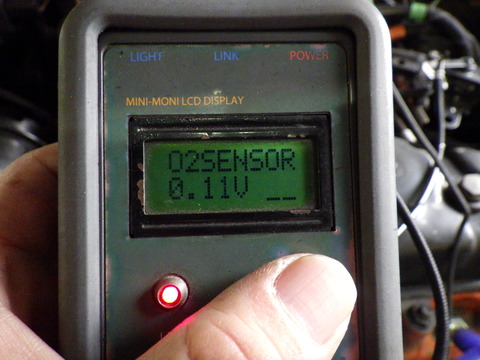 LIGHT LINK POWER
MINI-MONI LCD DISPLAY
O2SENSOR
0.11V __